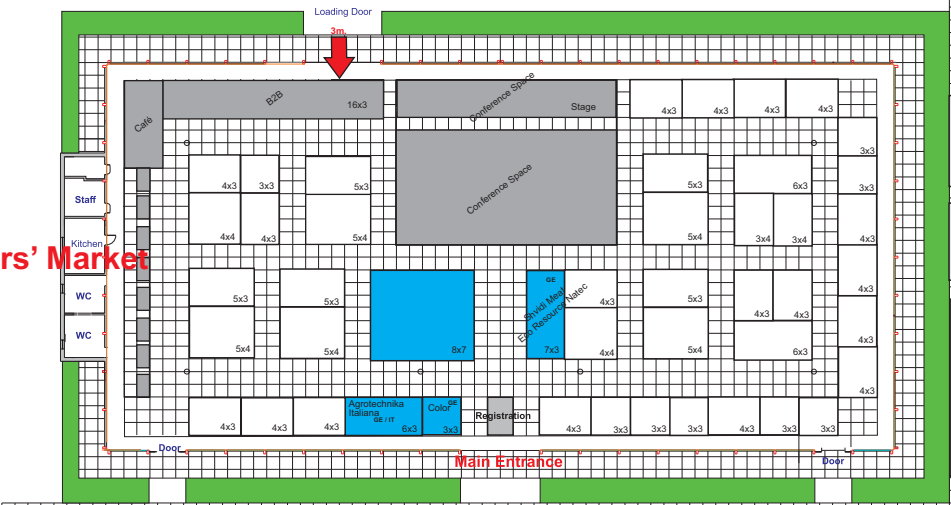 Loading Door
3m.
B2B
16x3
Conference Space
Stage
4x3
4x3
4x3
4x3
Café
3x3
Conference Space
4x3
3x3
5x3
5x3
6x3
3x3
Staff
4x4
4x3
5x4
5x4
3x4
3x4
4x3
Kitchen
rs' Market
WC
5x3
5x3
GE
Shvidi Meal
Eco Resource Natec
4x3
5x3
4x3
4x3
4x3
WC
5x4
5x4
8x7
7x3
4x4
5x4
6x3
4x3
4x3
4x3
4x3
Agrotechnika
Italiana
GE / IT
6x3
Color
GE
3x3
Registration
4x3
3x3
3x3
3x3
4x3
3x3
3x3
Door
Main Entrance
Door